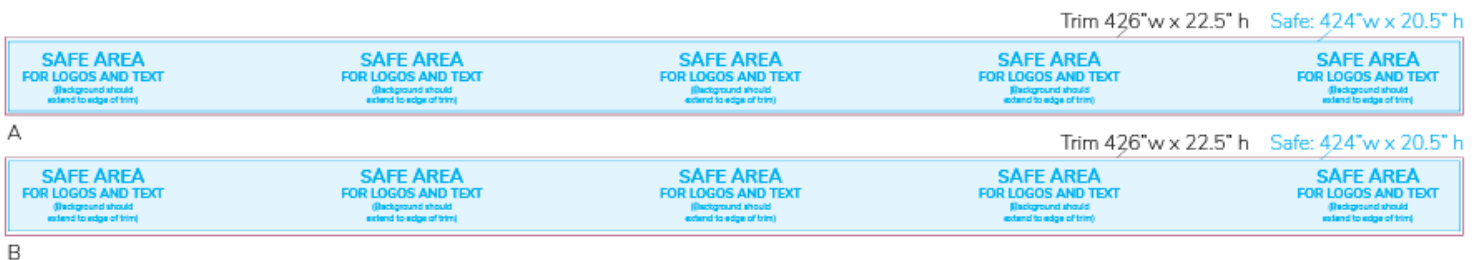 Trim 426"w x 22.5" h Safe: 424"w x 20.5" h
SAFE AREA SAFE AREA SAFE AREA SAFE AREA SAFE AREA
FOR LOGOS AND TEXT FOR LOGOS AND TEXT FOR LOGOS AND TEXT FOR LOGOS AND TEXT FOR LOGOS AND TEXT
(Background should (Background should (Background should (Background should (Background should
extend to edge of trim) extend to edge of trim) extend to edge of trim) extend to edge of trim) extend to edge of trim)
A
Trim 426"w x 22.5" h Safe: 424"w x 20.5" h
SAFE AREA SAFE AREA SAFE AREA SAFE AREA SAFE AREA
FOR LOGOS AND TEXT FOR LOGOS AND TEXT FOR LOGOS AND TEXT FOR LOGOS AND TEXT FOR LOGOS AND TEXT
(Background should (Background should (Background should (Background should (Background should
extend to edge of trim) extend to edge of trim) extend to edge of trim) extend to edge of trim) extend to edge of trim)
B